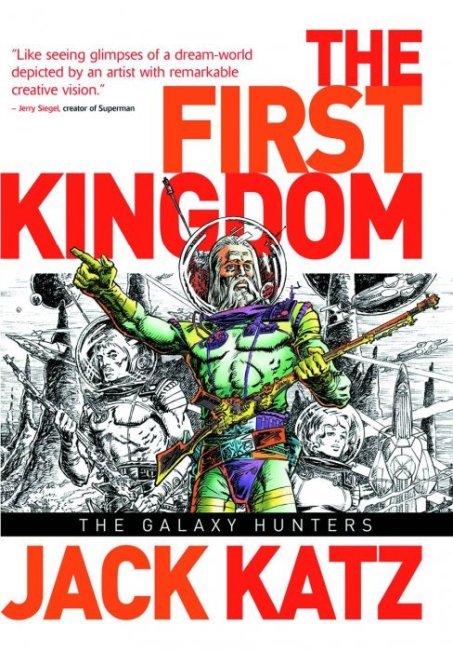 THE
FIRST
KINGDOM
“Like seeing glimpses of a dream-world
depicted by an artist with remarkable
creative vision.”
– Jerry Siegel, creator of Superman
THE GALAXY HUNTERS
JACK KATZ